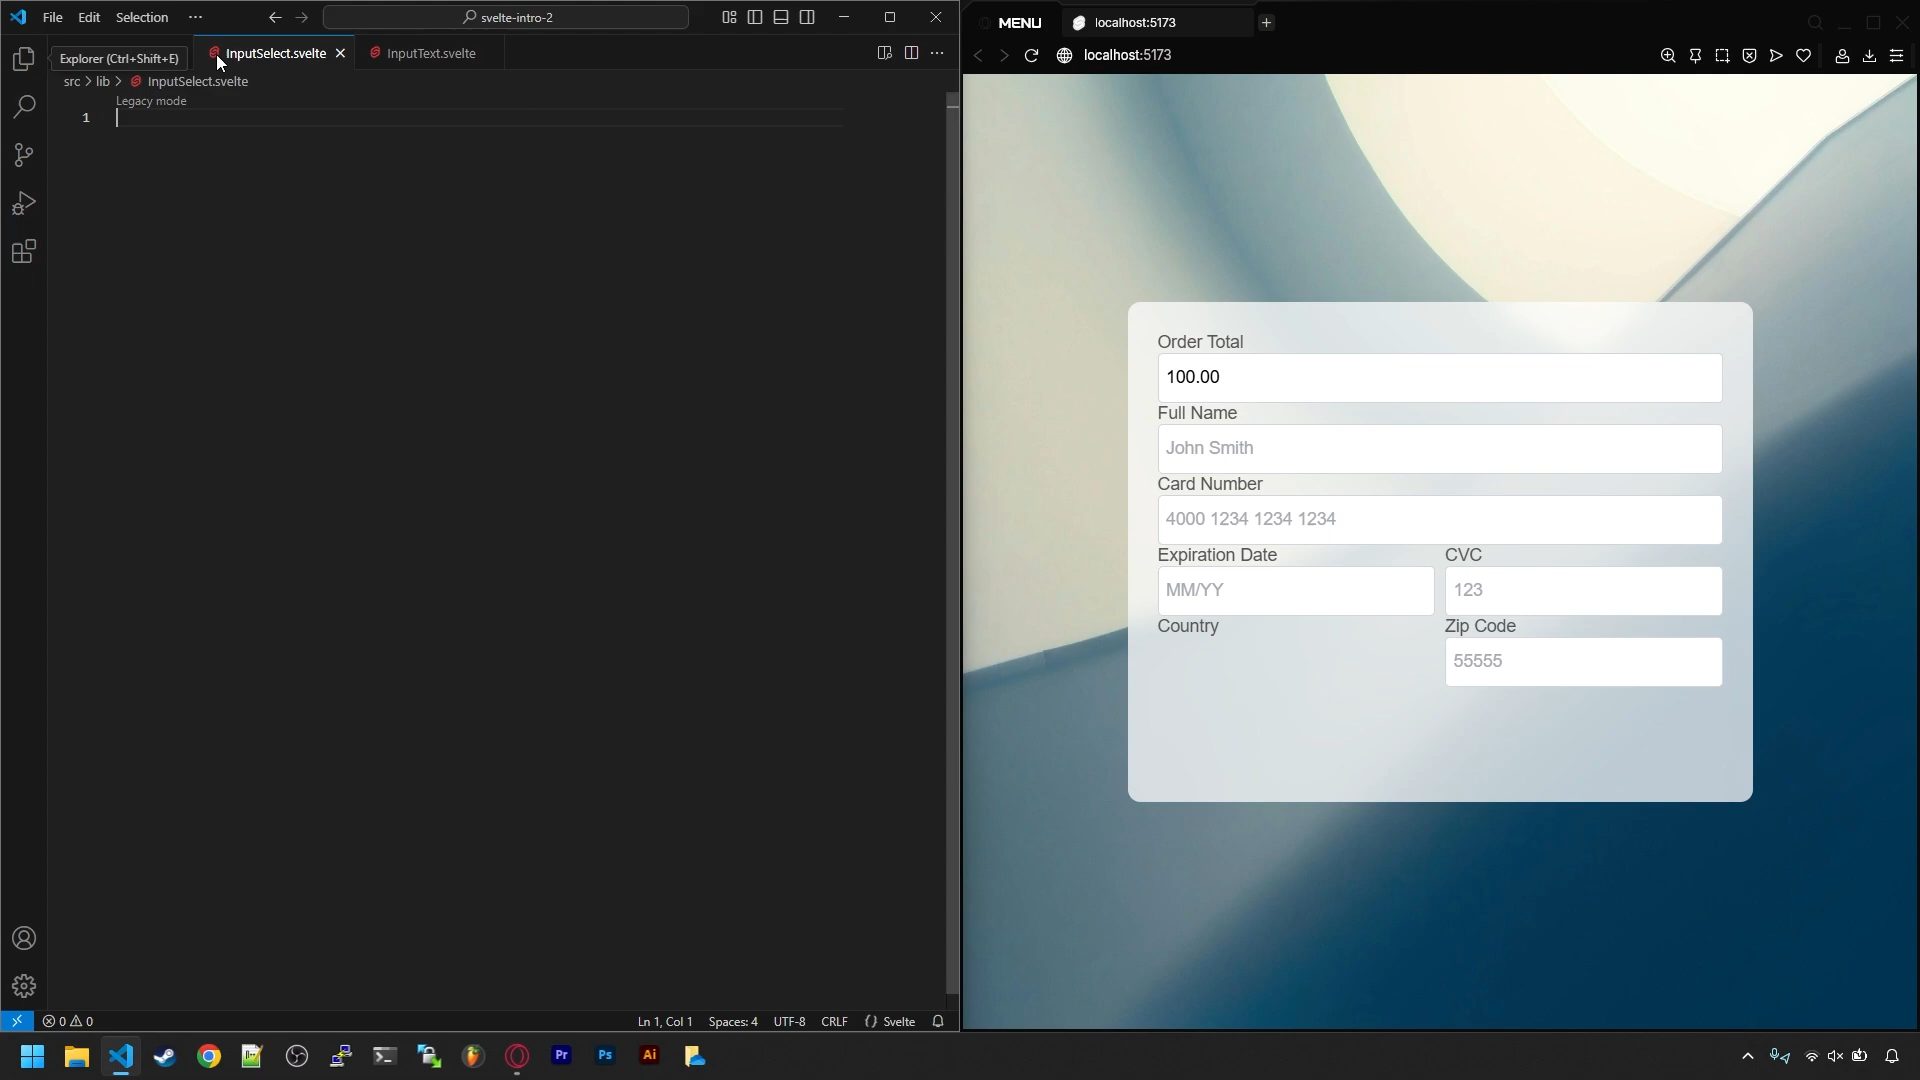 File Edit Selection ···
svelte-intro-2
Explorer (Ctrl+Shift+E)
InputSelect.svelte
InputText.svelte
src > lib > InputSelect.svelte
Legacy mode
1
0 0
Ln 1, Col 1 Spaces: 4 UTF-8 CRLF {} Svelte
MENU
localhost:5173
localhost:5173
Order Total
100.00
Full Name
John Smith
Card Number
4000 1234 1234 1234
Expiration Date CVC
MM/YY 123
Country Zip Code
55555
Pr Ps Ai